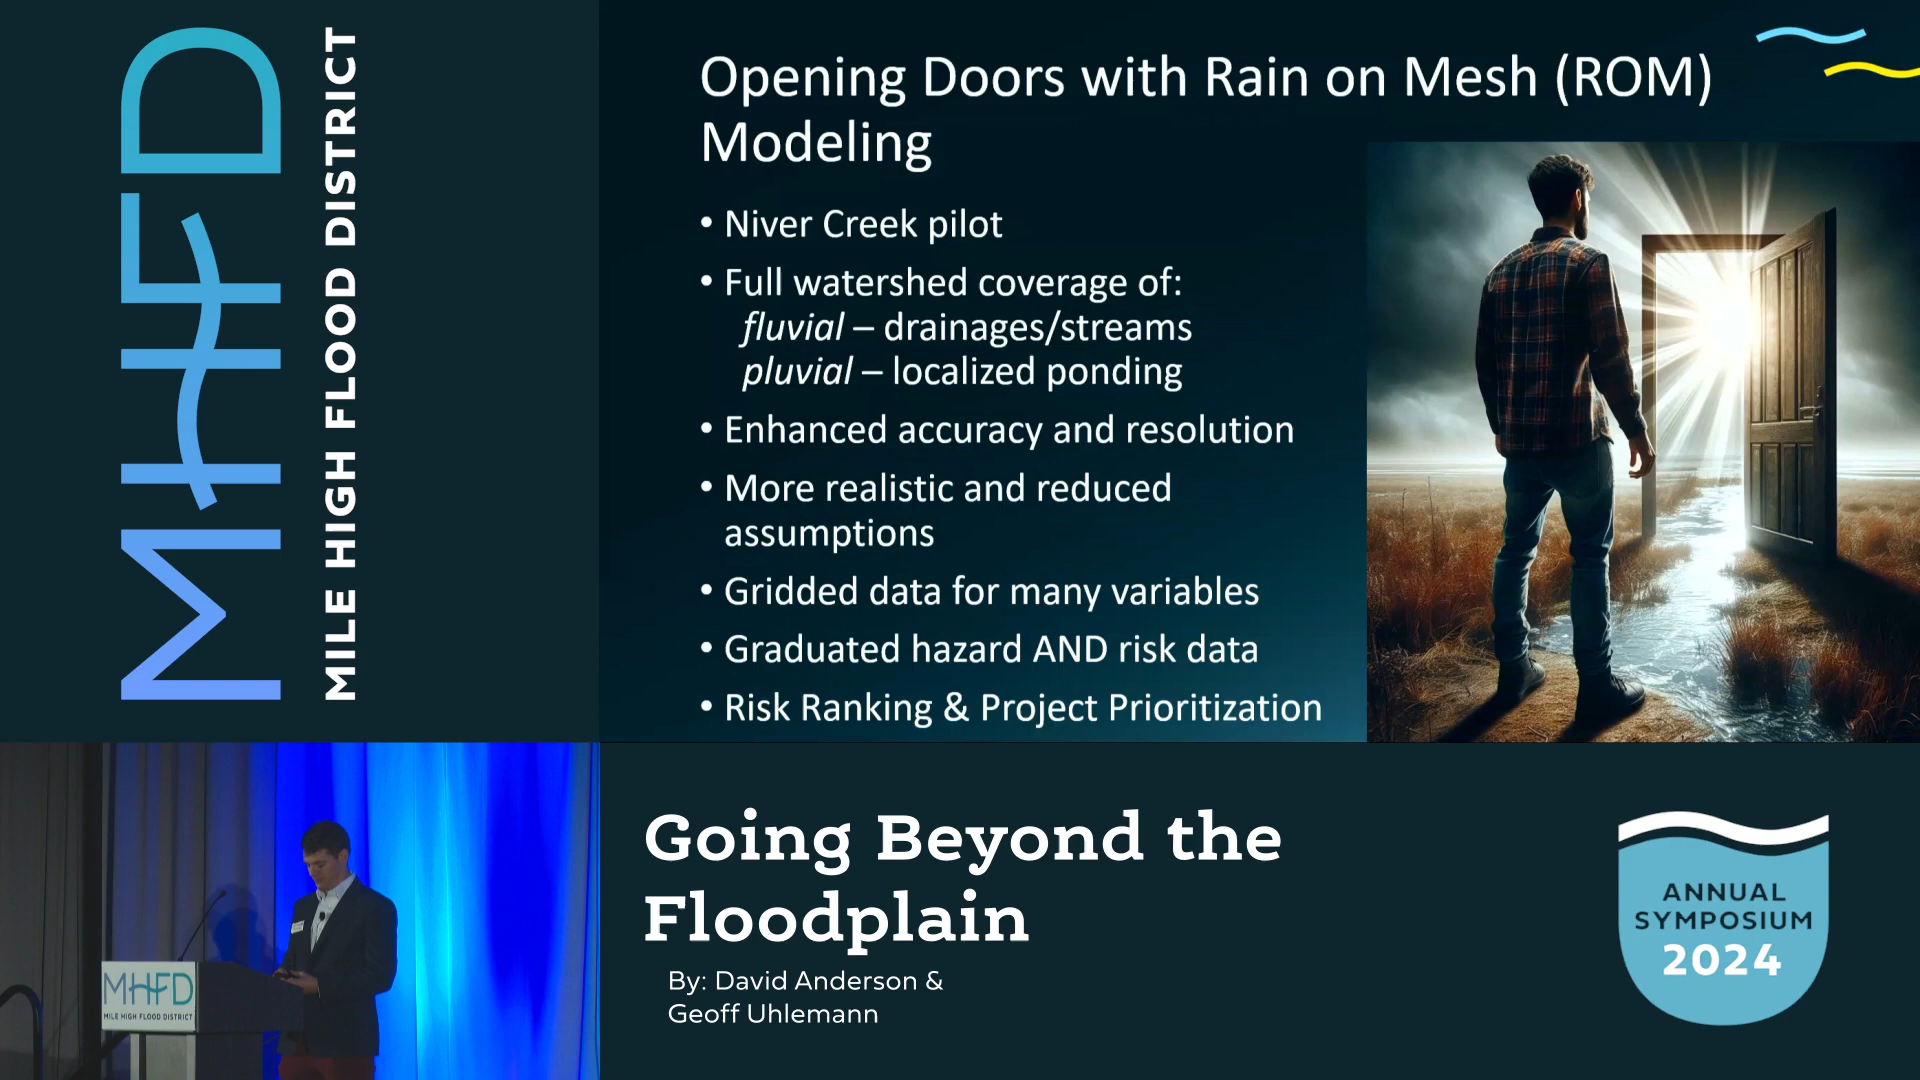 MHFD
MILE HIGH FLOOD DISTRICT
Opening Doors with Rain on Mesh (ROM)
Modeling
• Niver Creek pilot
• Full watershed coverage of:
fluvial – drainages/streams
pluvial – localized ponding
• Enhanced accuracy and resolution
• More realistic and reduced
assumptions
• Gridded data for many variables
• Graduated hazard AND risk data
• Risk Ranking & Project Prioritization
MHFD
MILE HIGH FLOOD DISTRICT
Going Beyond the
Floodplain
By: David Anderson &
Geoff Uhlemann
ANNUAL
SYMPOSIUM
2024